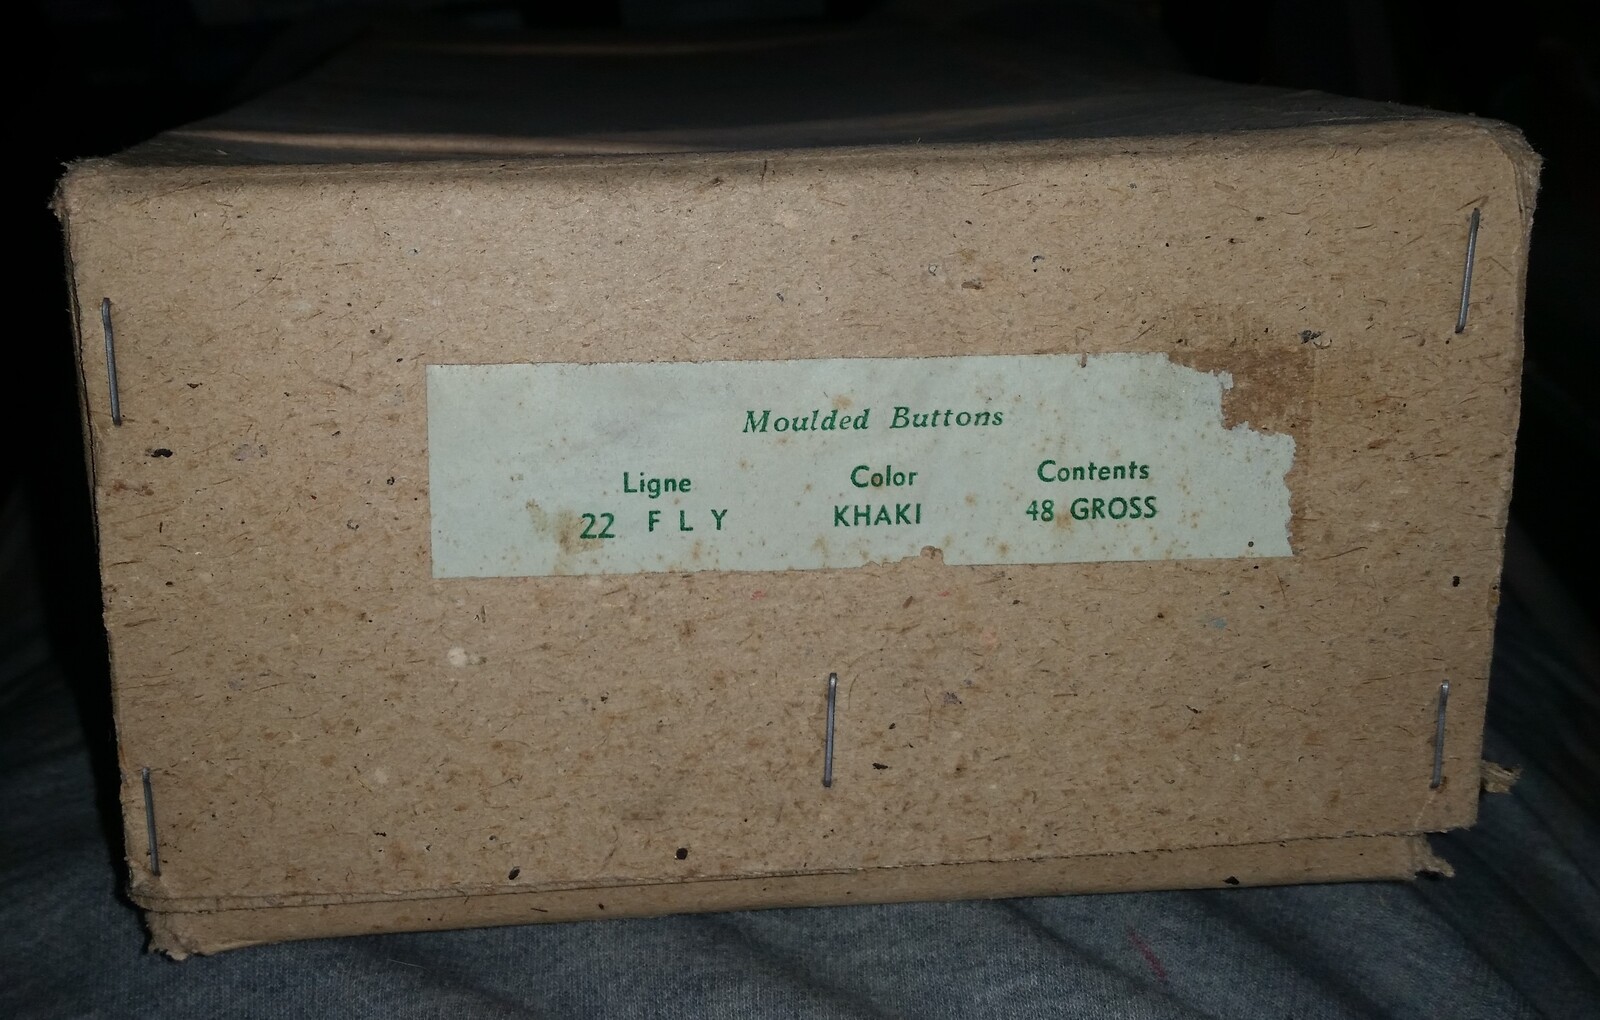 Moulded Buttons
Ligne Color Contents
22 F L Y KHAKI 48 GROSS